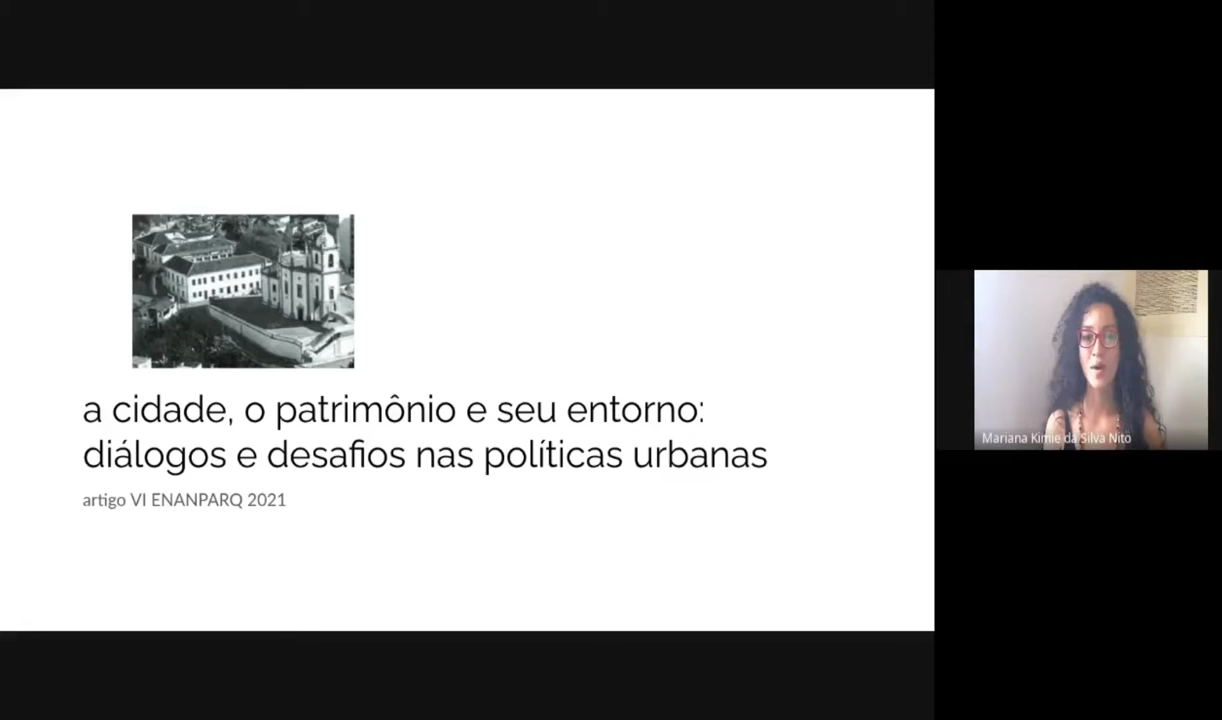 a cidade, o patrimônio e seu entorno:
diálogos e desafios nas políticas urbanas
artigo VI ENANPARQ 2021
Mariana Kimie da Silva Nito